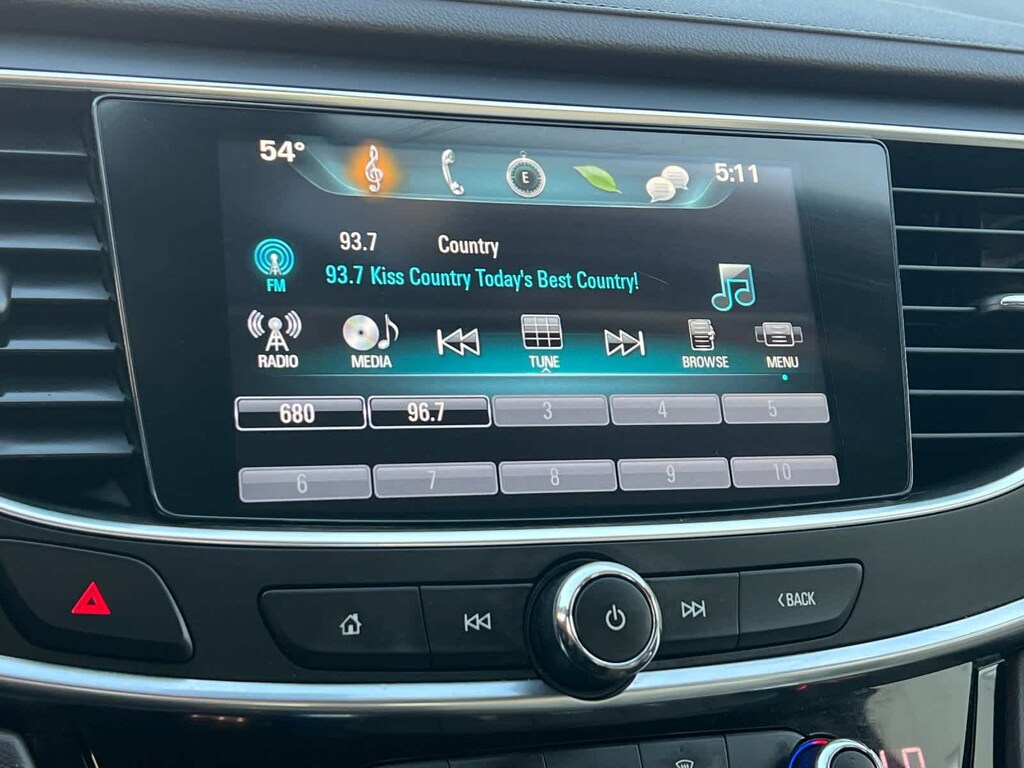 54° E 5:11
93.7 Country
FM 93.7 Kiss Country Today's Best Country!
RADIO MEDIA TUNE BROWSE MENU
680 96.7 3 4 5
6 7 8 9 10
BACK